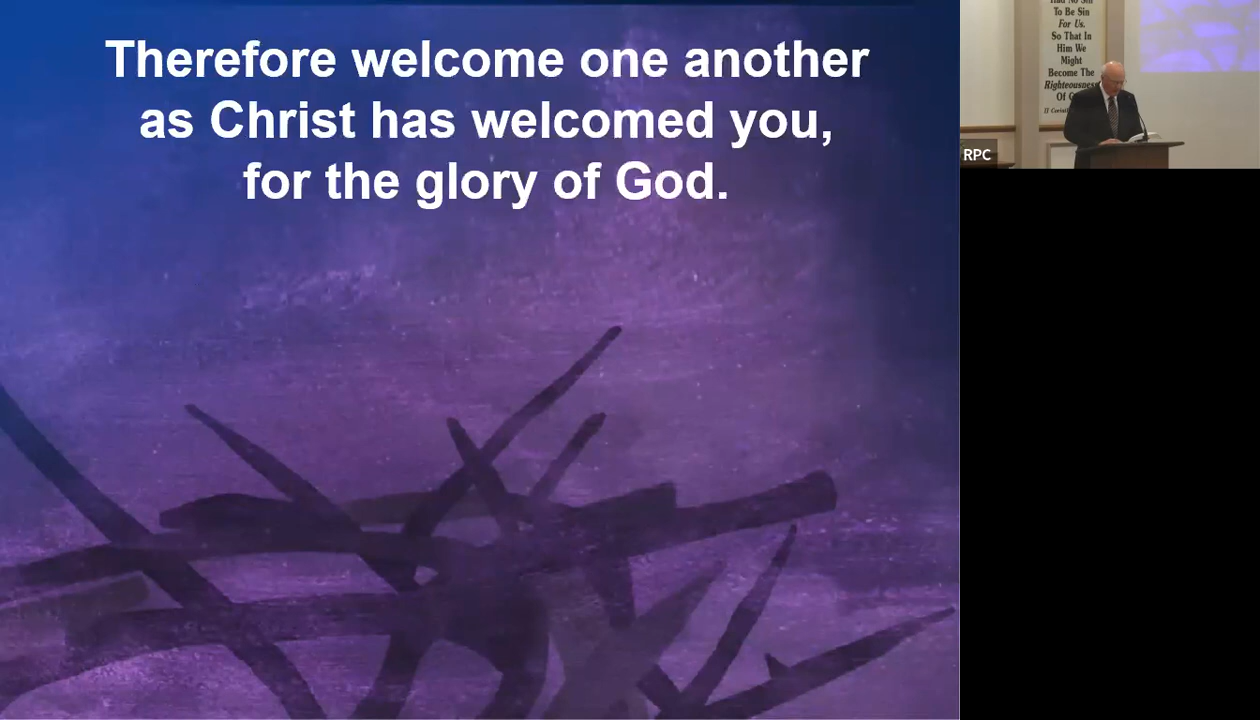 Therefore welcome one another
as Christ has welcomed you,
for the glory of God.
To Be Sin
For Us.
So That In
Him We
Might
Become The
Righteousness
Of
RPC